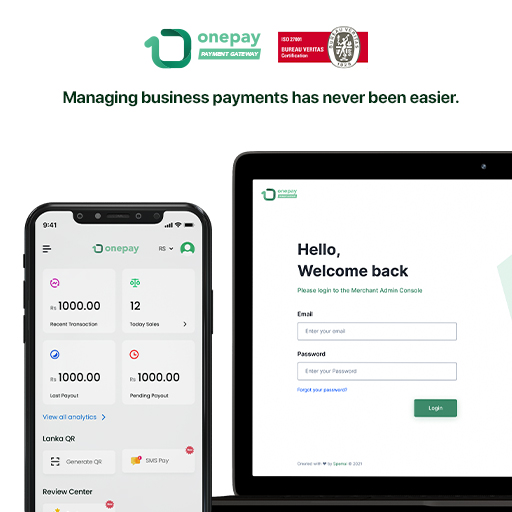 onepay
PAYMENT GATEWAY
ISO 27001
BUREAU VERITAS
Certification
Managing business payments has never been easier.
9:41
onepay
RS
Rs 1000.00
Recent Transaction
12
Today Sales
Rs 1000.00
Last Payout
Rs 1000.00
Pending Payout
View all analytics
Lanka QR
Generate QR
SMS Pay
Review Center
onepay
Hello,
Welcome back
Please login to the Merchant Admin Console
Email
Enter your email
Password
Enter your Password
Forgot your password?
Login
Created with ♥ by Spemai © 2021